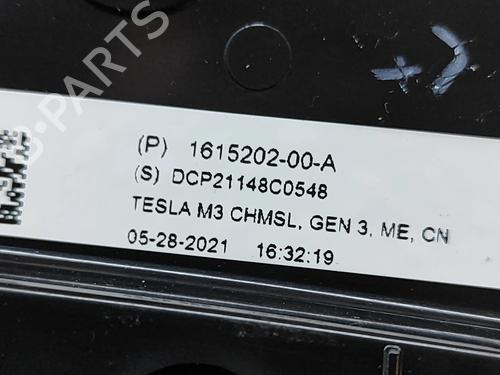 (P) 1615202-00-A
(S) DCP21148C0548
TESLA M3 CHMSL, GEN 3, ME, CN
05-28-2021 16:32:19
PARTS